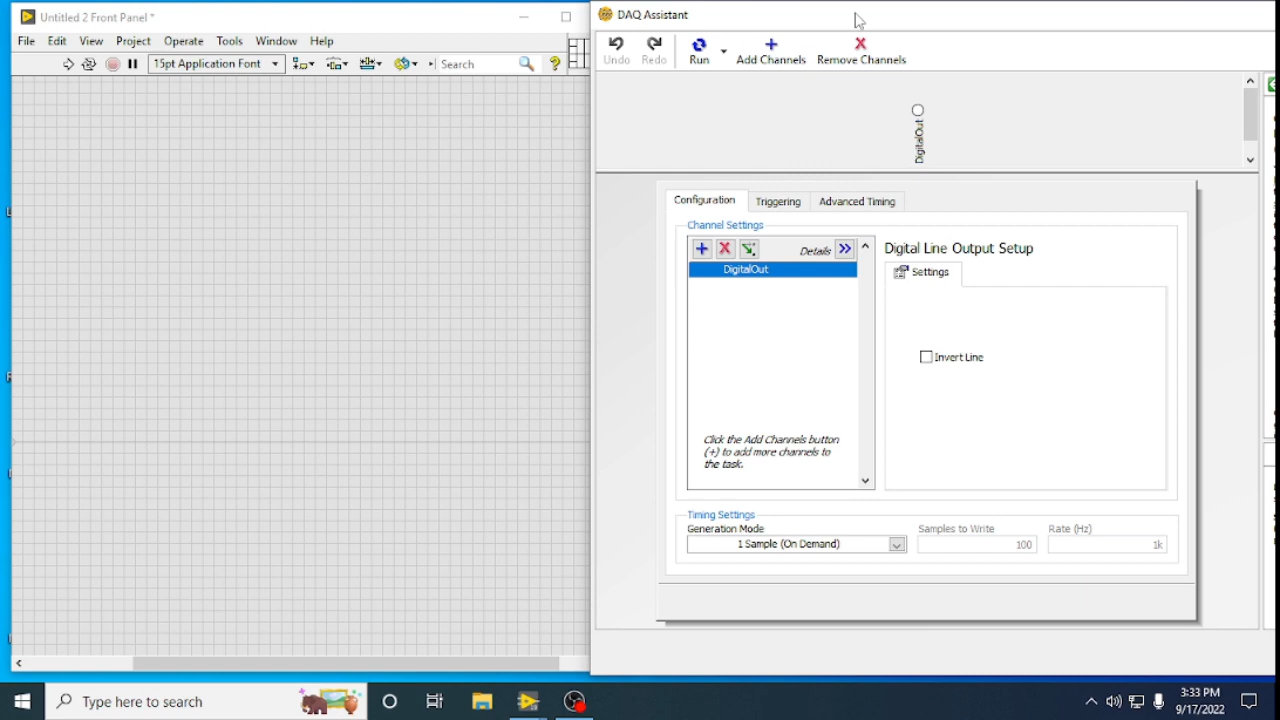 Untitled 2 Front Panel *
File Edit View Project Operate Tools Window Help
15pt Application Font
Search
DAQ Assistant
Undo Redo Run Add Channels Remove Channels
DigitalOut
Configuration Triggering Advanced Timing
Channel Settings
Details
DigitalOut
Click the Add Channels button
(+) to add more channels to
the task.
Digital Line Output Setup
Settings
Invert Line
Timing Settings
Generation Mode Samples to Write Rate (Hz)
1 Sample (On Demand) 100 1k
Type here to search
3:33 PM
9/17/2022